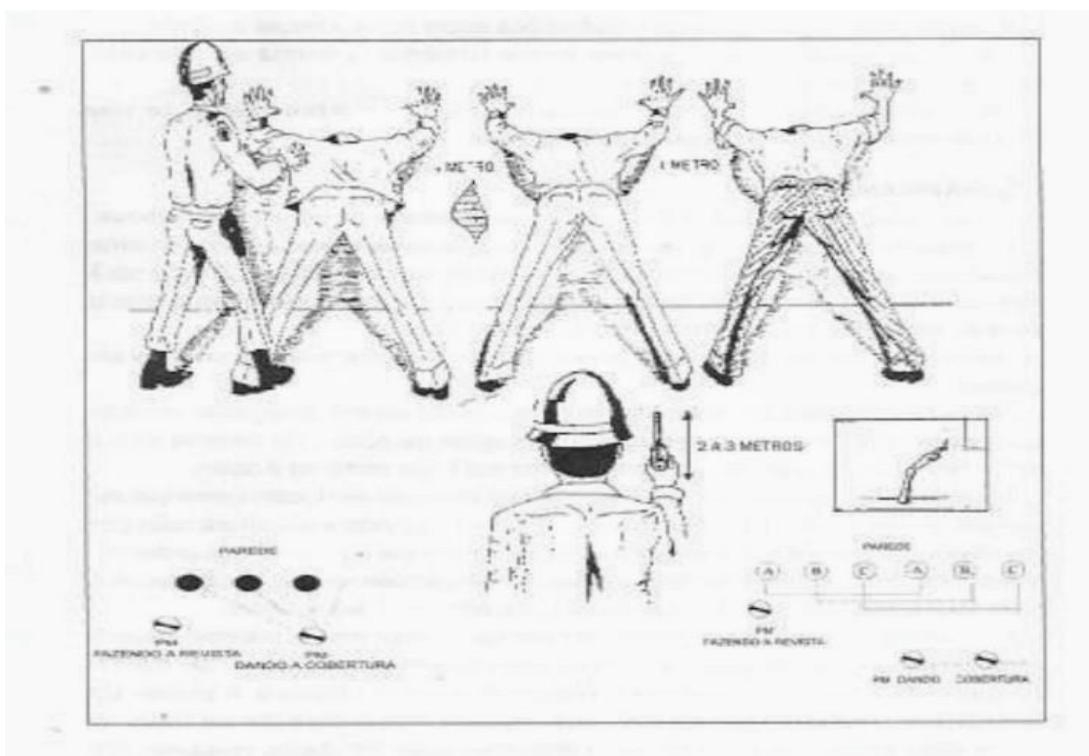 1 METRO
1 METRO
2 A 3 METROS
PAREDE
PM
FAZENDO A REVISTA
PM
DANDO A COBERTURA
PAREDE
A B C A B C
PM
FAZENDO A REVISTA
PM DANDO COBERTURA